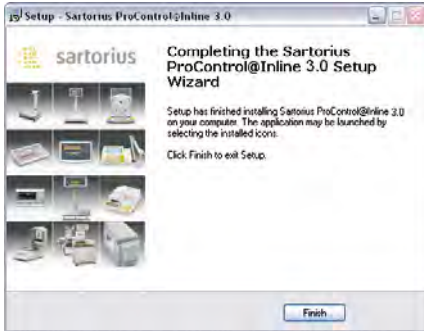 Setup - Sartorius ProControl@Inline 3.0
sartorius
Completing the Sartorius
ProControl@Inline 3.0 Setup
Wizard
Setup has finished installing Sartorius ProControl@Inline 3.0
on your computer. The application may be launched by
selecting the installed icons.
Click Finish to exit Setup.
Finish